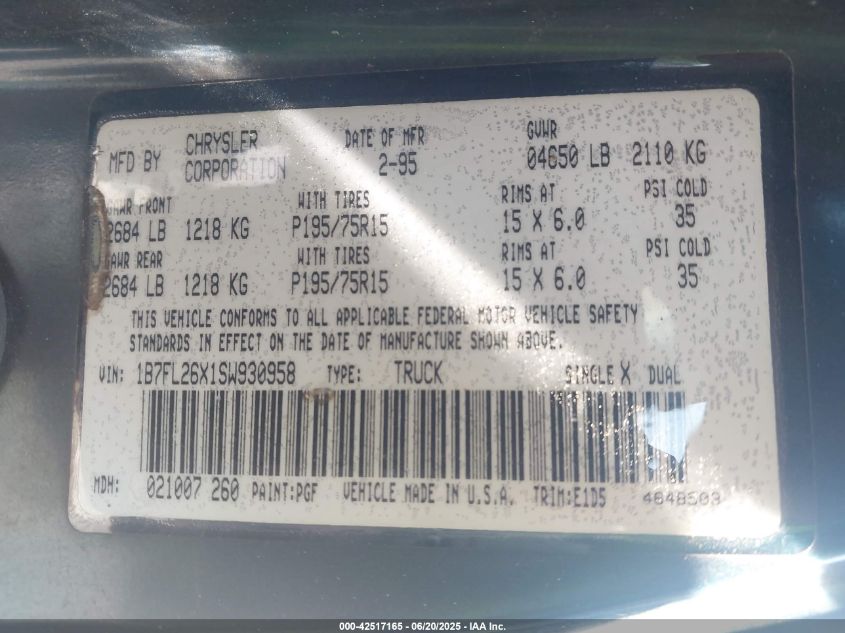 MFD BY CHRYSLER CORPORATION DATE OF MFR 2-95 GVWR 04650 LB 2110 KG
GAWR FRONT WITH TIRES RIMS AT PSI COLD
2684 LB 1218 KG P195/75R15 15 X 6.0 35
GAWR REAR WITH TIRES RIMS AT PSI COLD
2684 LB 1218 KG P195/75R15 15 X 6.0 35
THIS VEHICLE CONFORMS TO ALL APPLICABLE FEDERAL MOTOR VEHICLE SAFETY
STANDARDS IN EFFECT ON THE DATE OF MANUFACTURE SHOWN ABOVE.
VIN: 1B7FL26X1SW930958 TYPE: TRUCK SINGLE X DUAL
MDH: 021007 260 PAINT:PGF VEHICLE MADE IN U.S.A. TRIM:E1D5 4648503
000-42517165 - 06/20/2025 - IAA Inc.